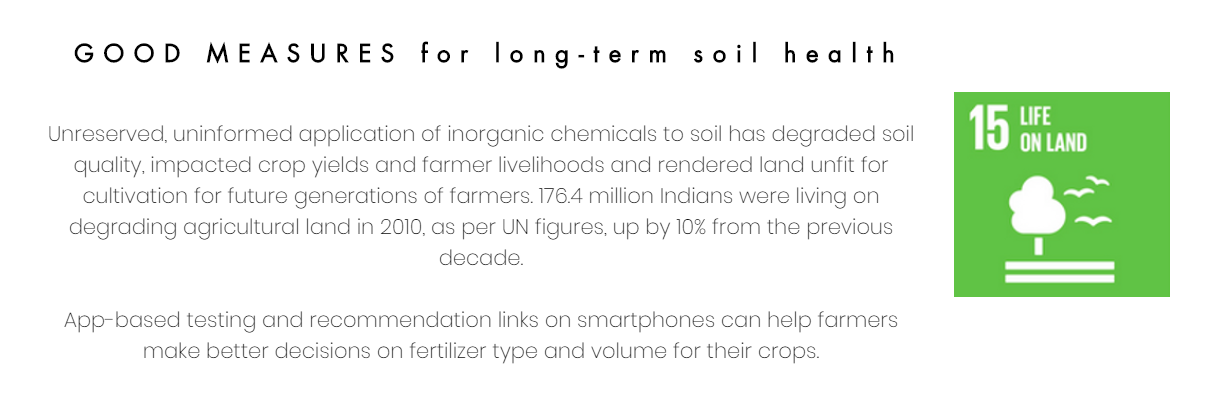 GOOD MEASURES for long-term soil health
Unreserved, uninformed application of inorganic chemicals to soil has degraded soil
quality, impacted crop yields and farmer livelihoods and rendered land unfit for
cultivation for future generations of farmers. 176.4 million Indians were living on
degrading agricultural land in 2010, as per UN figures, up by 10% from the previous
decade.
App-based testing and recommendation links on smartphones can help farmers
make better decisions on fertilizer type and volume for their crops.
15 LIFE
ON LAND